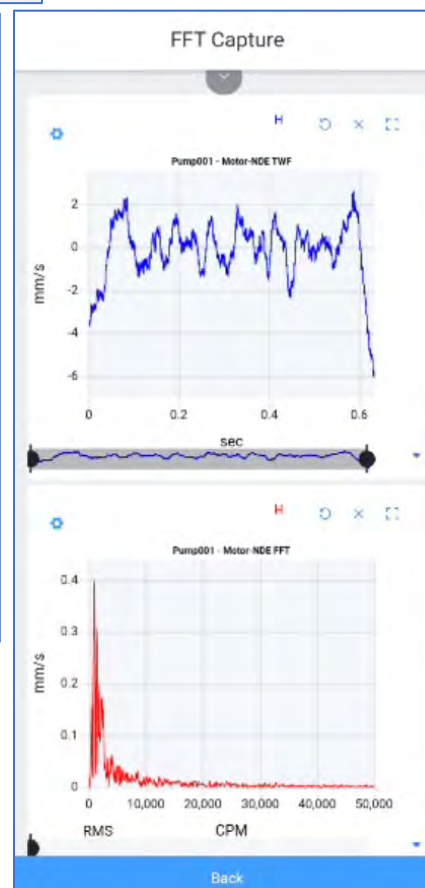 FFT Capture
H
Pump001 - Motor-NDE TWF
mm/s
2
0
-2
-4
-6
0 0.2 0.4 0.6
sec
H
Pump001 - Motor-NDE FFT
mm/s
0.4
0.3
0.2
0.1
0
0 10,000 20,000 30,000 40,000 50,000
RMS CPM
Back